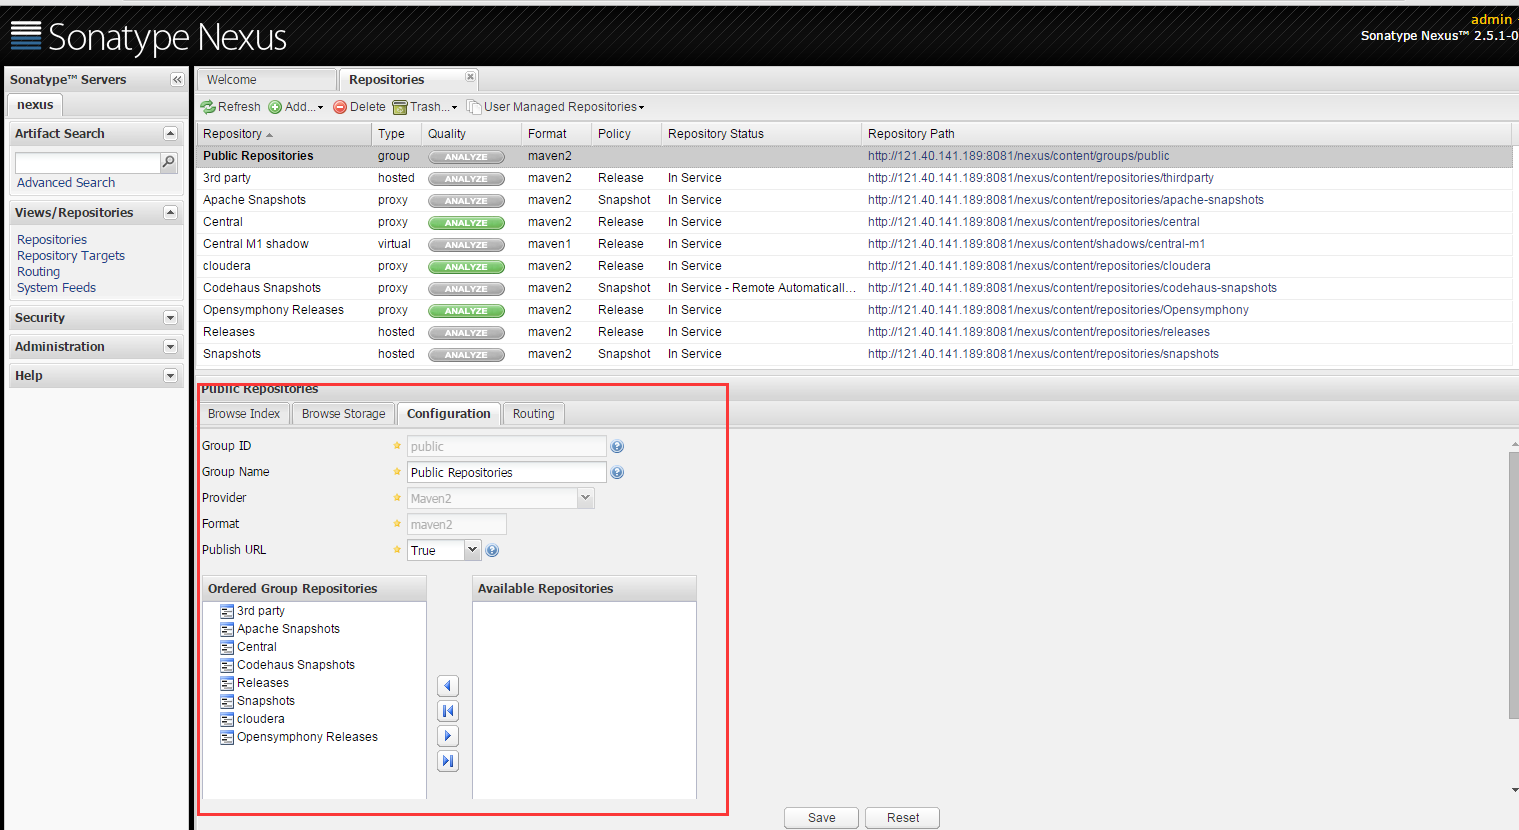 admin
Sonatype Nexus
Sonatype Nexus™ 2.5.1-0
Sonatype™ Servers
nexus
Artifact Search
Advanced Search
Views/Repositories
Repositories
Repository Targets
Routing
System Feeds
Security
Administration
Help
Welcome Repositories
Refresh Add... Delete Trash... User Managed Repositories
Repository Type Quality Format Policy Repository Status Repository Path
Public Repositories group ANALYZE maven2 http://121.40.141.189:8081/nexus/content/groups/public
3rd party hosted ANALYZE maven2 Release In Service http://121.40.141.189:8081/nexus/content/repositories/thirdparty
Apache Snapshots proxy ANALYZE maven2 Snapshot In Service http://121.40.141.189:8081/nexus/content/repositories/apache-snapshots
Central proxy ANALYZE maven2 Release In Service http://121.40.141.189:8081/nexus/content/repositories/central
Central M1 shadow virtual ANALYZE maven1 Release In Service http://121.40.141.189:8081/nexus/content/shadows/central-m1
cloudera proxy ANALYZE maven2 Release In Service http://121.40.141.189:8081/nexus/content/repositories/cloudera
Codehaus Snapshots proxy ANALYZE maven2 Snapshot In Service - Remote Automaticall... http://121.40.141.189:8081/nexus/content/repositories/codehaus-snapshots
Opensymphony Releases proxy ANALYZE maven2 Release In Service http://121.40.141.189:8081/nexus/content/repositories/Opensymphony
Releases hosted ANALYZE maven2 Release In Service http://121.40.141.189:8081/nexus/content/repositories/releases
Snapshots hosted ANALYZE maven2 Snapshot In Service http://121.40.141.189:8081/nexus/content/repositories/snapshots
Public Repositories
Browse Index Browse Storage Configuration Routing
Group ID public
Group Name Public Repositories
Provider Maven2
Format maven2
Publish URL True
Ordered Group Repositories Available Repositories
3rd party
Apache Snapshots
Central
Codehaus Snapshots
Releases
Snapshots
cloudera
Opensymphony Releases
Save Reset